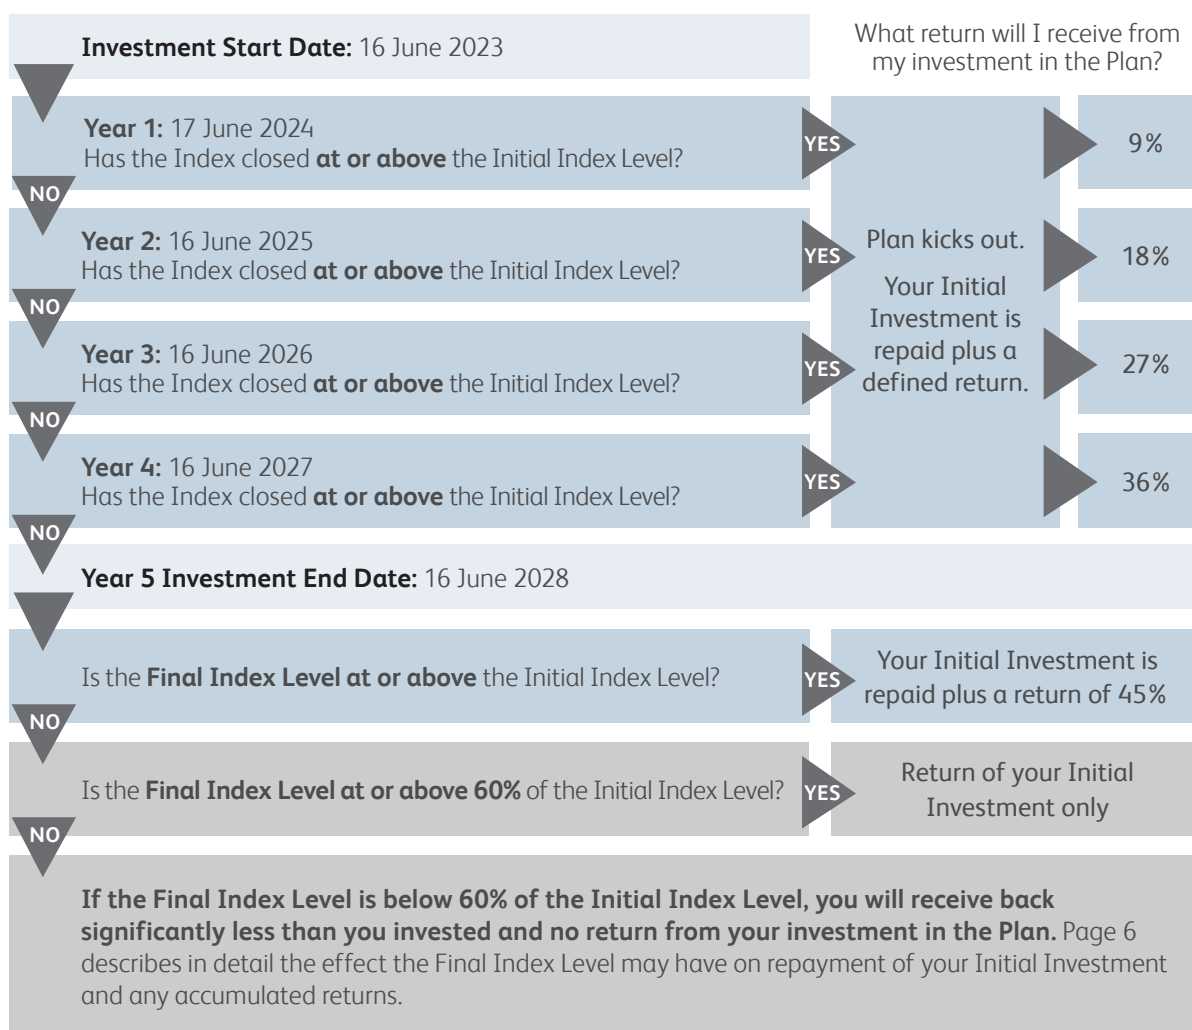 Investment Start Date: 16 June 2023
What return will I receive from
my investment in the Plan?
Year 1: 17 June 2024
Has the Index closed at or above the Initial Index Level?
YES
9%
NO
Year 2: 16 June 2025
Has the Index closed at or above the Initial Index Level?
YES
18%
NO
Year 3: 16 June 2026
Has the Index closed at or above the Initial Index Level?
YES
27%
NO
Year 4: 16 June 2027
Has the Index closed at or above the Initial Index Level?
YES
36%
Plan kicks out.
Your Initial
Investment is
repaid plus a
defined return.
NO
Year 5 Investment End Date: 16 June 2028
Is the Final Index Level at or above the Initial Index Level?
YES
Your Initial Investment is
repaid plus a return of 45%
NO
Is the Final Index Level at or above 60% of the Initial Index Level?
YES
Return of your Initial
Investment only
NO
If the Final Index Level is below 60% of the Initial Index Level, you will receive back
significantly less than you invested and no return from your investment in the Plan. Page 6
describes in detail the effect the Final Index Level may have on repayment of your Initial Investment
and any accumulated returns.